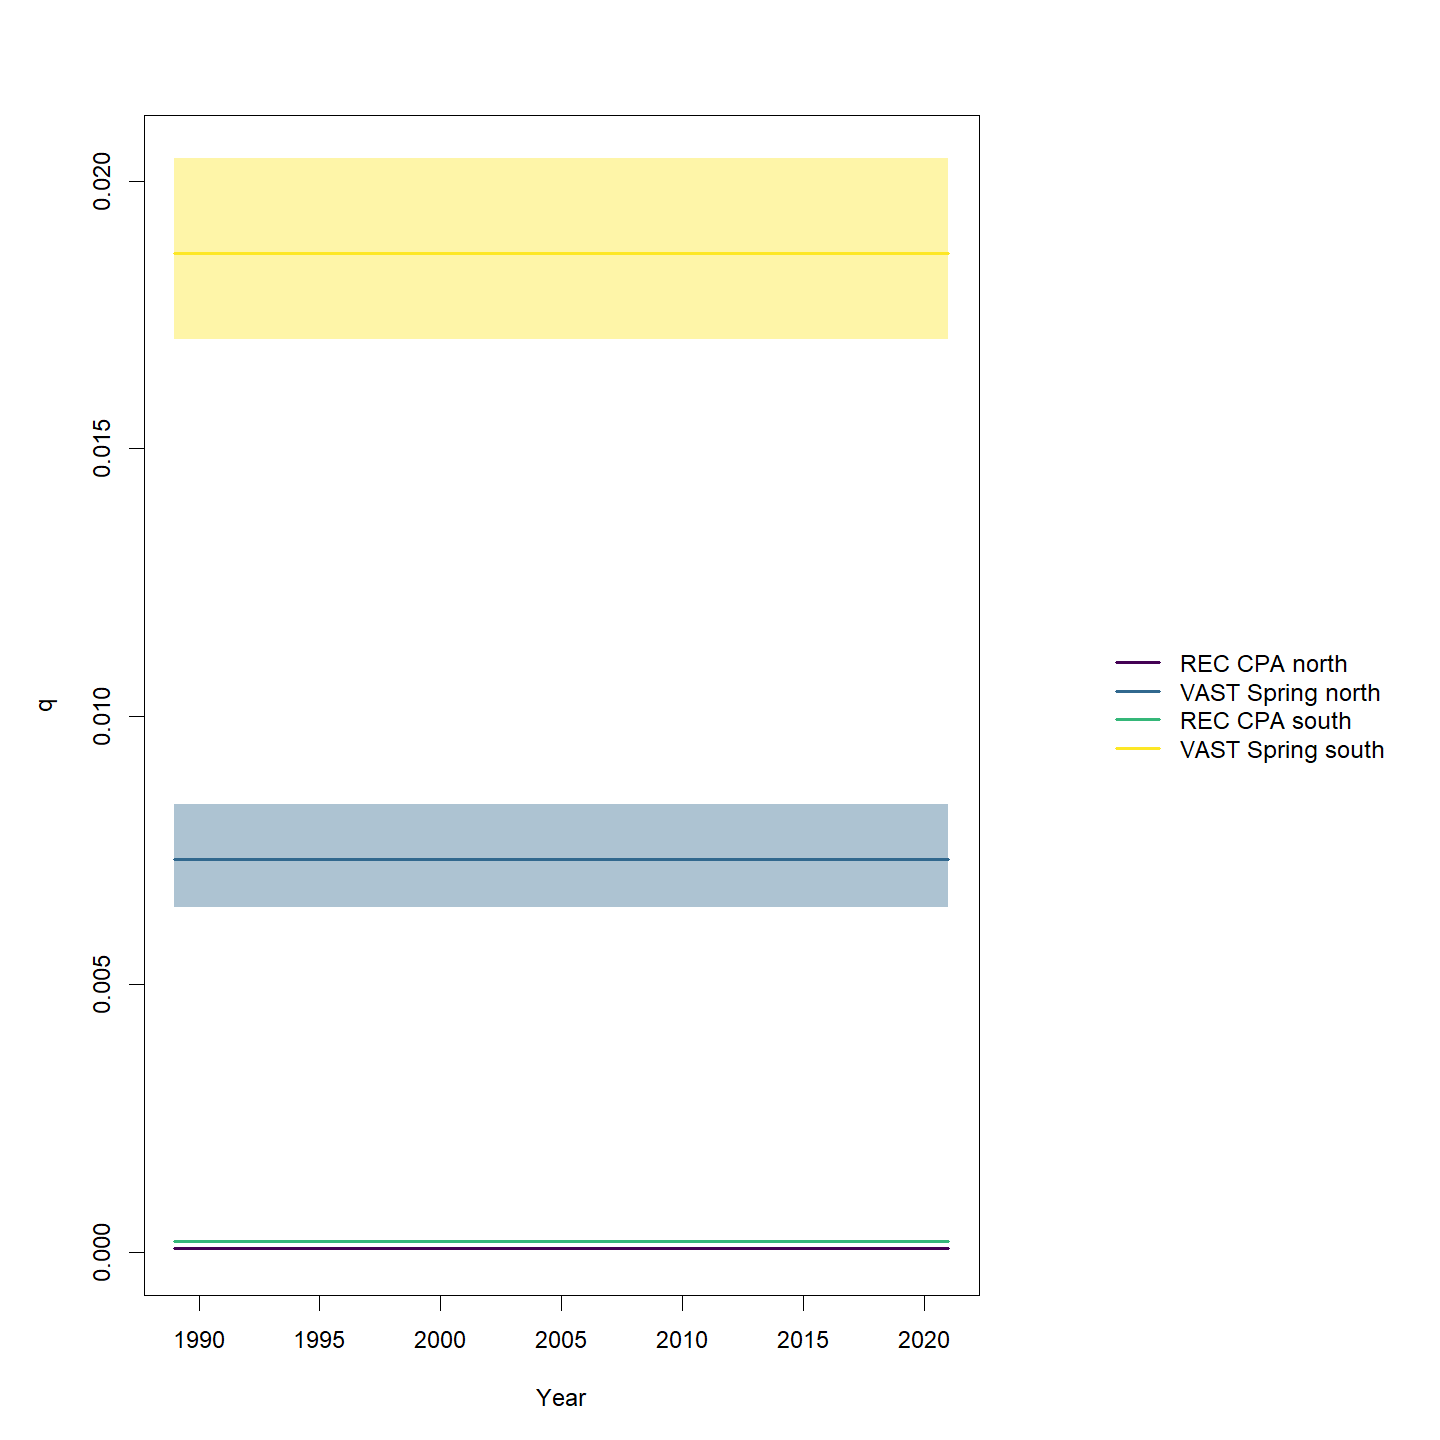 0.020
0.015
0.010
0.005
0.000
q
1990 1995 2000 2005 2010 2015 2020
Year
REC CPA north
VAST Spring north
REC CPA south
VAST Spring south